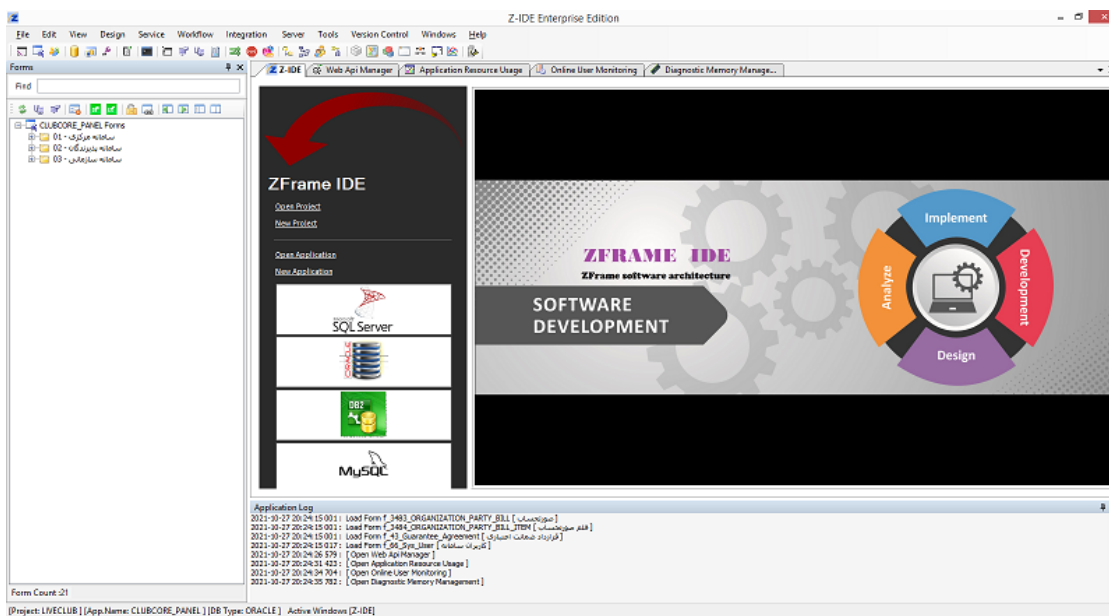 Z-IDE Enterprise Edition
File Edit View Design Service Workflow Integration Server Tools Version Control Windows Help
Forms
Find
CLUBCORE_PANEL Forms
01 - سامانه مرکزی
02 - سامانه پذیرندگان
03 - سامانه سازمانی
Form Count :21
Z-IDE Web Api Manager Application Resource Usage Online User Monitoring Diagnostic Memory Manage...
ZFrame IDE
Open Project
New Project
Open Application
New Application
Microsoft
SQL Server
ORACLE
DB2
MySQL
ZFRAME IDE
ZFrame software architecture
SOFTWARE
DEVELOPMENT
Implement
Development
Design
Analyze
Application Log
2021-10-27 20:24:15 001 : Load Form f_3483_ORGANIZATION_PARTY_BILL [ صورتحساب ]
2021-10-27 20:24:15 001 : Load Form f_3484_ORGANIZATION_PARTY_BILL_ITEM [ قلم صورتحساب ]
2021-10-27 20:24:15 001 : Load Form f_43_Guarantee_Agreement [ قرارداد ضمانت اعتباری ]
2021-10-27 20:24:15 017 : Load Form f_66_Sys_User [ کاربران سامانه ]
2021-10-27 20:24:26 579 : [ Open Web Api Manager ]
2021-10-27 20:24:31 423 : [ Open Application Resource Usage ]
2021-10-27 20:24:34 704 : [ Open Online User Monitoring ]
2021-10-27 20:24:35 782 : [ Open Diagnostic Memory Management ]
[Project: LIVECLUB ] [App.Name: CLUBCORE_PANEL ] [DB Type: ORACLE ] Active Windows [Z-IDE]